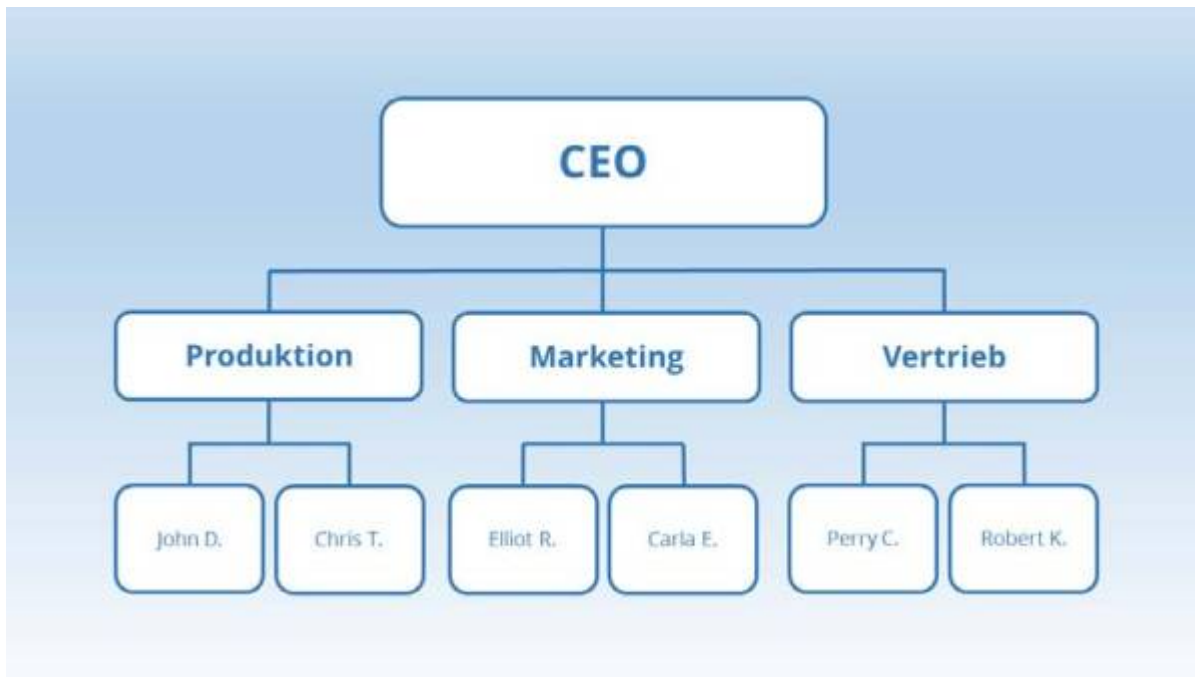 CEO
Produktion
Marketing
Vertrieb
John D.
Chris T.
Elliot R.
Carla E.
Perry C.
Robert K.